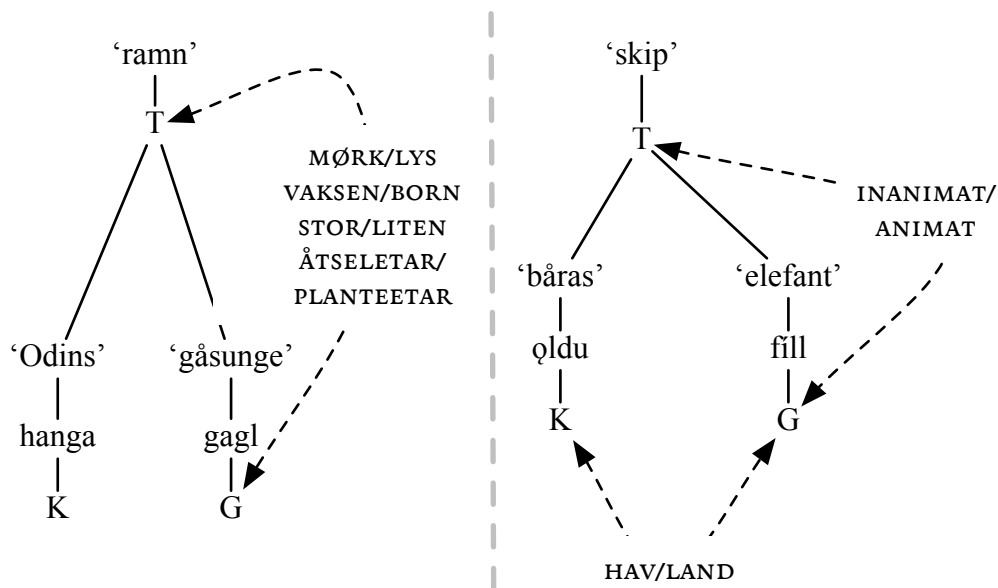 ‘ramn’
T
MØRK/LYS
VAKSEN/BORN
STOR/LITEN
ÅTSELETAR/
PLANTEETAR
‘Odins’ ‘gåsunge’
hanga gagl
K G
‘skip’
T
INANIMAT/
ANIMAT
‘båras’ ‘elefant’
ǫldu fíll
K G
HAV/LAND